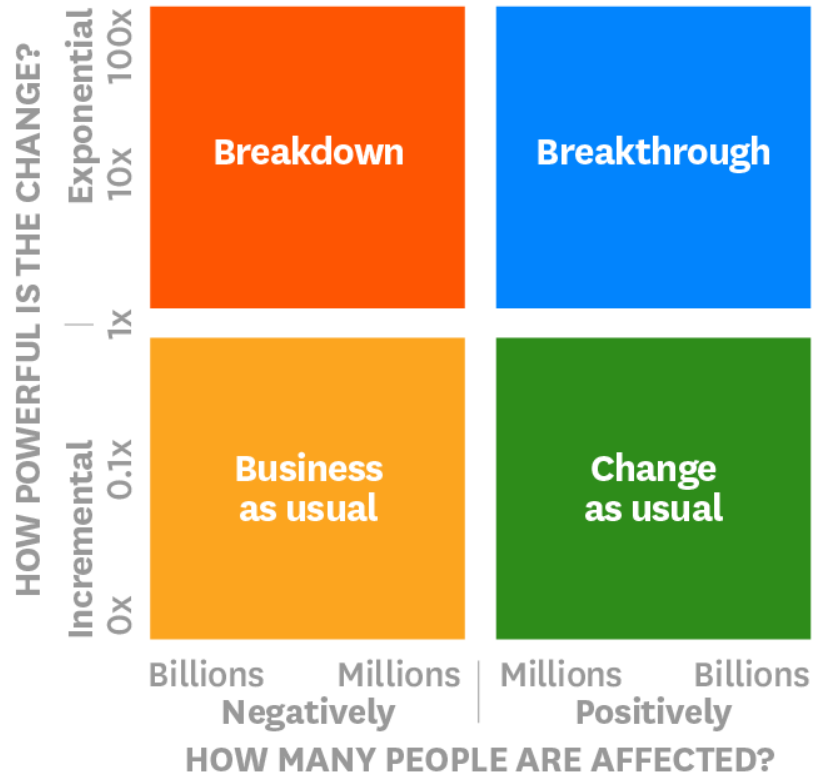 HOW POWERFUL IS THE CHANGE?
Exponential
Incremental
100x
10x
1x
0.1x
0x
Breakdown
Breakthrough
Business
as usual
Change
as usual
Billions Millions Millions Billions
Negatively Positively
HOW MANY PEOPLE ARE AFFECTED?